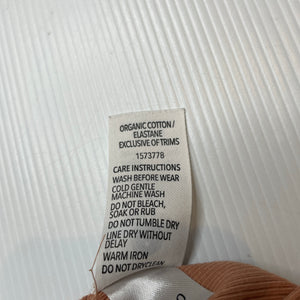 ORGANIC COTTON/
ELASTANE
EXCLUSIVE OF TRIMS
1573778
CARE INSTRUCTIONS
WASH BEFORE WEAR
COLD GENTLE
MACHINE WASH
DO NOT BLEACH,
SOAK OR RUB
DO NOT TUMBLE DRY
LINE DRY WITHOUT
DELAY
WARM IRON
DO NOT DRYCLEAN